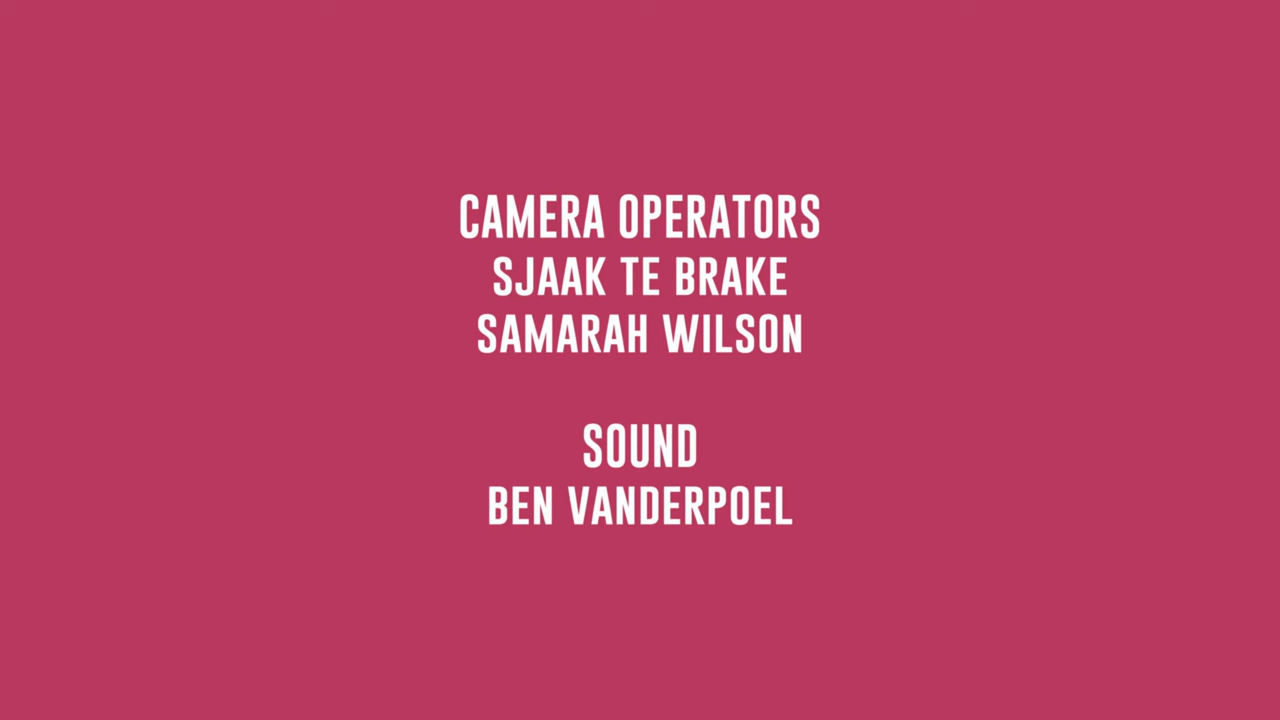 CAMERA OPERATORS
SJAAK TE BRAKE
SAMARAH WILSON
SOUND
BEN VANDERPOEL